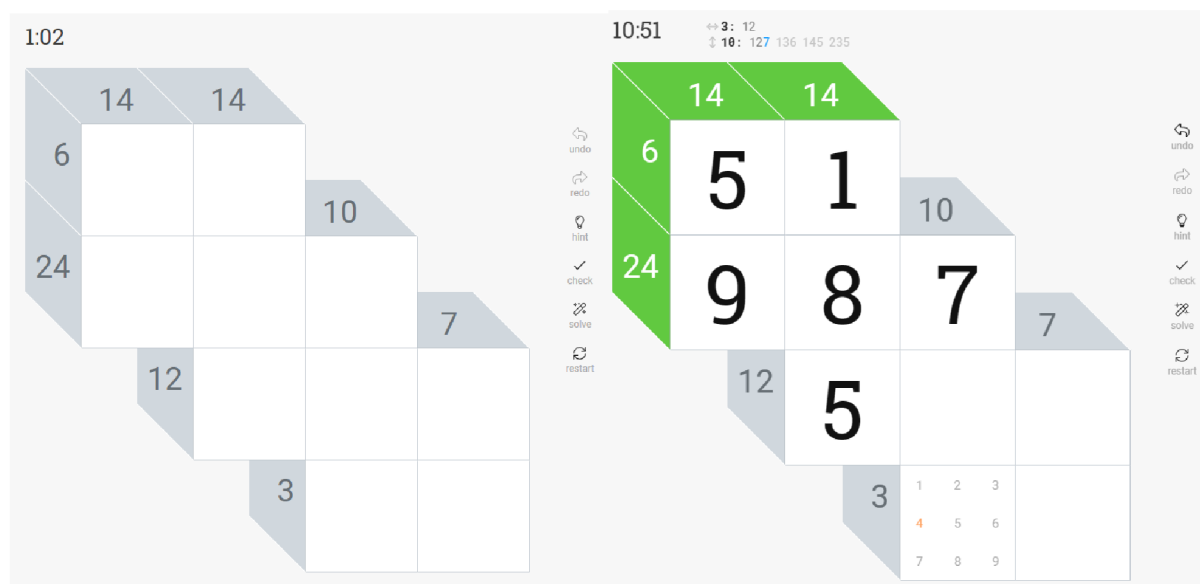 1:02
14 14
6
10
24
7
12
3
undo
redo
hint
check
solve
restart
10:51
↔3: 12
↕10: 127 136 145 235
14 14
6 5 1
10
24 9 8 7
7
12 5
3
1 2 3
4 5 6
7 8 9
undo
redo
hint
check
solve
restart